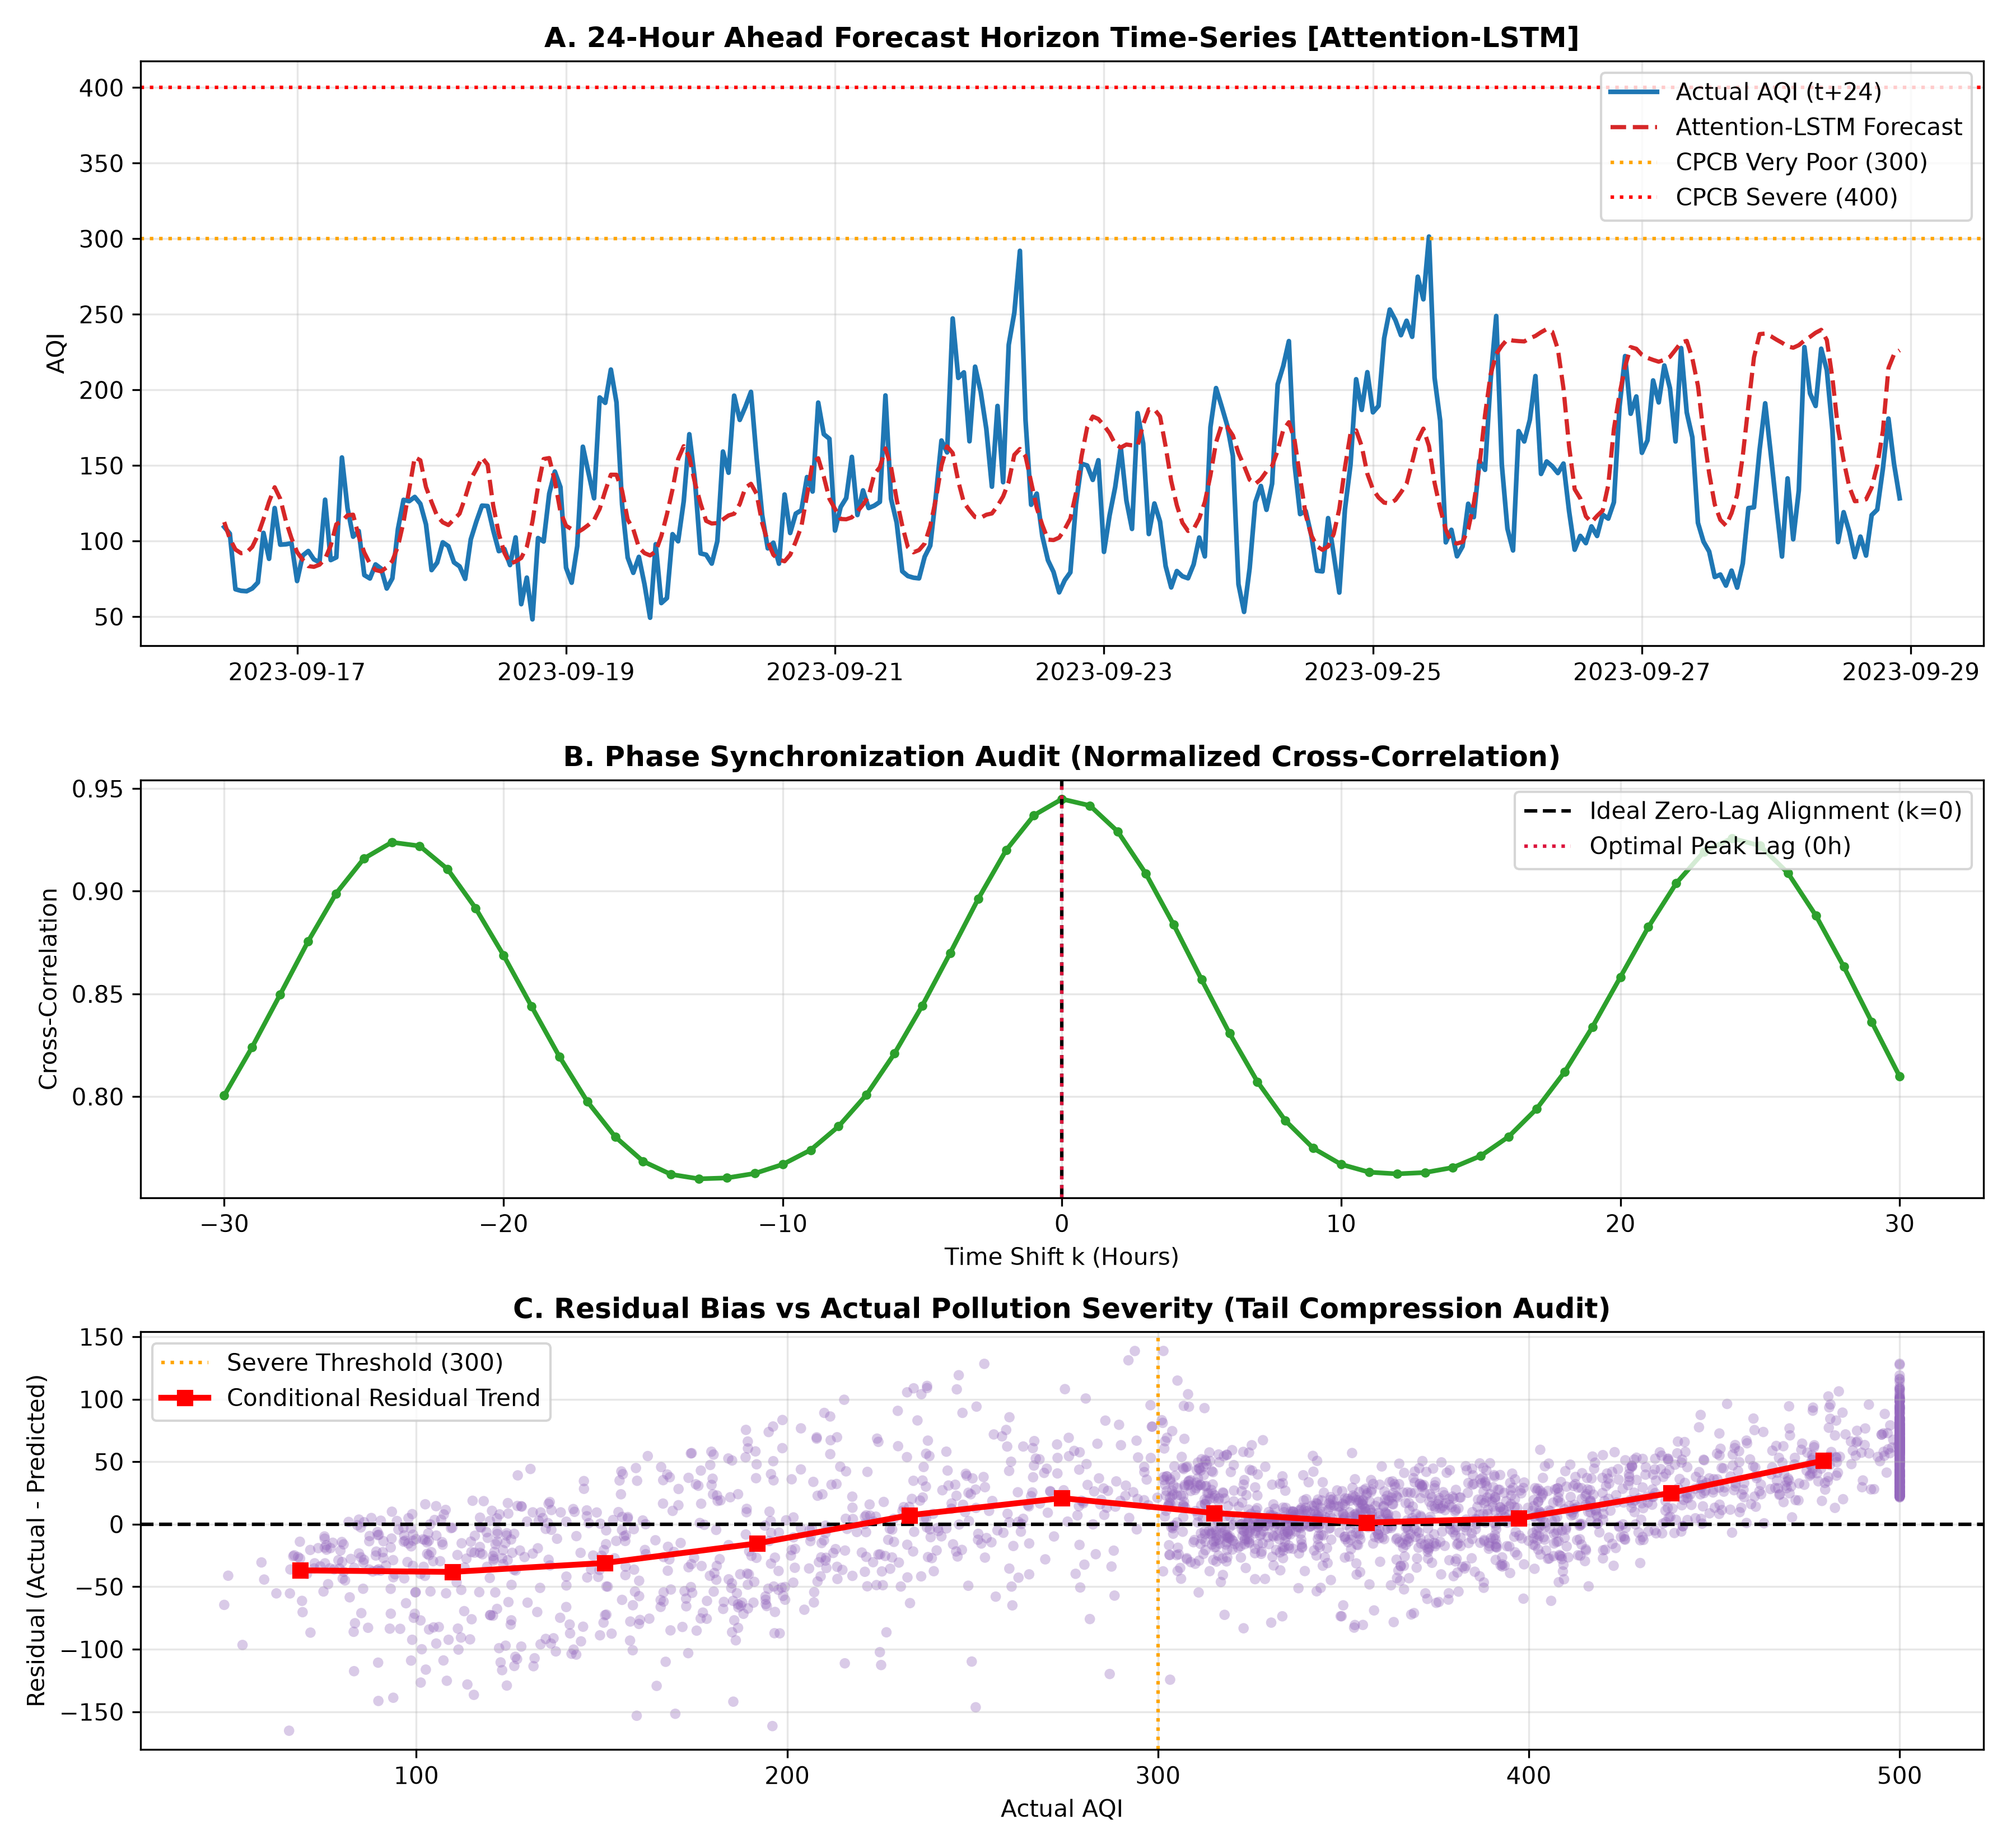 A. 24-Hour Ahead Forecast Horizon Time-Series [Attention-LSTM]
AQI
400
350
300
250
200
150
100
50
Actual AQI (t+24)
Attention-LSTM Forecast
CPCB Very Poor (300)
CPCB Severe (400)
2023-09-17 2023-09-19 2023-09-21 2023-09-23 2023-09-25 2023-09-27 2023-09-29
B. Phase Synchronization Audit (Normalized Cross-Correlation)
Cross-Correlation
0.95
0.90
0.85
0.80
Ideal Zero-Lag Alignment (k=0)
Optimal Peak Lag (0h)
−30 −20 −10 0 10 20 30
Time Shift k (Hours)
C. Residual Bias vs Actual Pollution Severity (Tail Compression Audit)
Residual (Actual - Predicted)
150
100
50
0
−50
−100
−150
Severe Threshold (300)
Conditional Residual Trend
100 200 300 400 500
Actual AQI